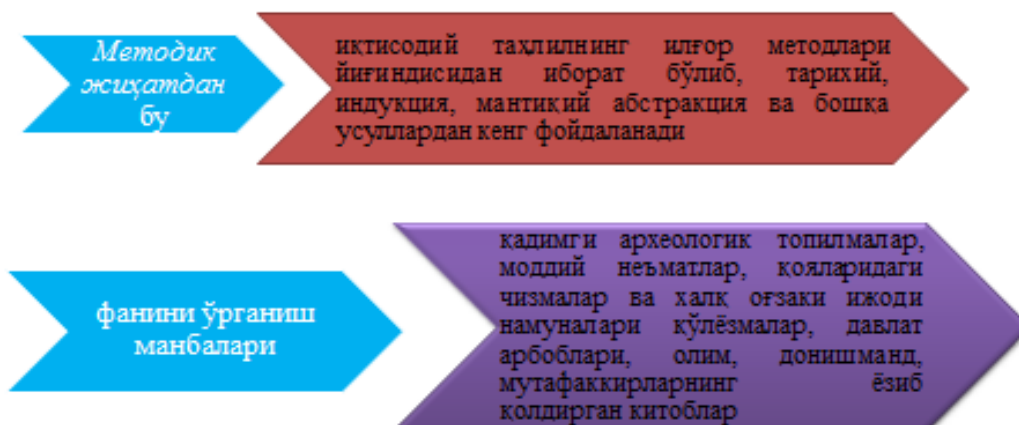 Методик
жиҳатдан
бу
иқтисодий таҳлилнинг илғор методлари
йиғиндисидан иборат бўлиб, тарихий,
индукция, мантиқий абстракция ва бошқа
усуллардан кенг фойдаланади
фанини ўрганиш
манбалари
қадимги археологик топилмалар,
моддий неъматлар, қояларидаги
чизмалар ва халқ оғзаки ижоди
намуналари қўлёзмалар, давлат
арбоблари, олим, донишманд,
мутафаккирларнинг ёзиб
қолдирган китоблар